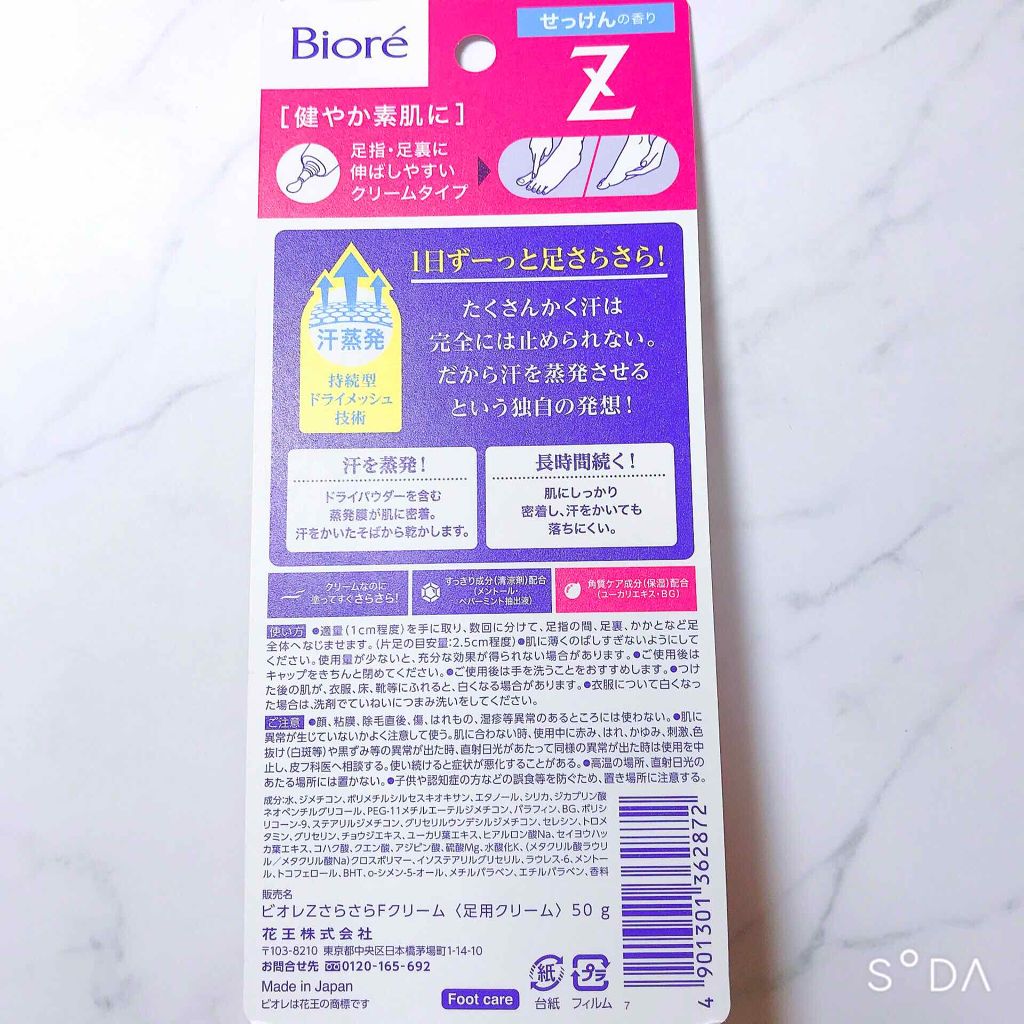 Bioré
せっけんの香り
Z
[健やか素肌に]
足指・足裏に
伸ばしやすい
クリームタイプ
汗蒸発
持続型
ドライメッシュ
技術
1日ずーっと足さらさら!
たくさんかく汗は
完全には止められない。
だから汗を蒸発させる
という独自の発想!
汗を蒸発!
ドライパウダーを含む
蒸発膜が肌に密着。
汗をかいたそばから乾かします。
長時間続く!
肌にしっかり
密着し、汗をかいても
落ちにくい。
クリームなのに
塗ってすぐさらさら!
すっきり成分(清涼剤)配合
(メントール・
ペパーミント抽出液)
角質ケア成分(保湿)配合
(ユーカリエキス・BG)
使い方 ●適量(1cm程度)を手に取り、数回に分けて、足指の間、足裏、かかとなど足
全体へなじませます。(片足の目安量:2.5cm程度)●肌に薄くのばしすぎないようにして
ください。使用量が少ないと、充分な効果が得られない場合があります。●ご使用後は
キャップをきちんと閉めてください。●ご使用後は手を洗うことをおすすめします。●つけ
た後の肌が、衣服、床、靴等にふれると、白くなる場合があります。●衣服について白くなっ
た場合は、洗剤でていねいにつまみ洗いをしてください。
ご注意 ●顔、粘膜、除毛直後、傷、はれもの、湿疹等異常のあるところには使わない。●肌に
異常が生じていないかよく注意して使う。肌に合わない時、使用中に赤み、はれ、かゆみ、刺激、色
抜け(白斑等)や黒ずみ等の異常が出た時、直射日光があたって同様の異常が出た時は使用を中
止し、皮フ科医へ相談する。使い続けると症状が悪化することがある。●高温の場所、直射日光の
あたる場所には置かない。●子供や認知症の方などの誤食等を防ぐため、置き場所に注意する。
成分:水、ジメチコン、ポリメチルシルセスキオキサン、エタノール、シリカ、ジカプリン酸
ネオペンチルグリコール、PEG-11メチルエーテルジメチコン、パラフィン、BG、ポリシ
リコーン-9、ステアリルジメチコン、グリセリルウンデシルジメチコン、セレシン、トロメ
タミン、グリセリン、チョウジエキス、ユーカリ葉エキス、ヒアルロン酸Na、セイヨウハッ
カ葉エキス、コハク酸、クエン酸、アジピン酸、硫酸Mg、水酸化K、(メタクリル酸ラウリ
ル/メタクリル酸Na)クロスポリマー、イソステアリルグリセリル、ラウレス-6、メントー
ル、トコフェロール、BHT、o-シメン-5-オール、メチルパラベン、エチルパラベン、香料
販売名
ビオレZさらさらFクリーム〈足用クリーム〉50 g
花王株式会社
〒103-8210 東京都中央区日本橋茅場町1-14-10
お問合せ先 0120-165-692
Made in Japan
ビオレは花王の商標です
Foot care
紙
台紙
プラ
フィルム
7
4 901301 362872
SODA